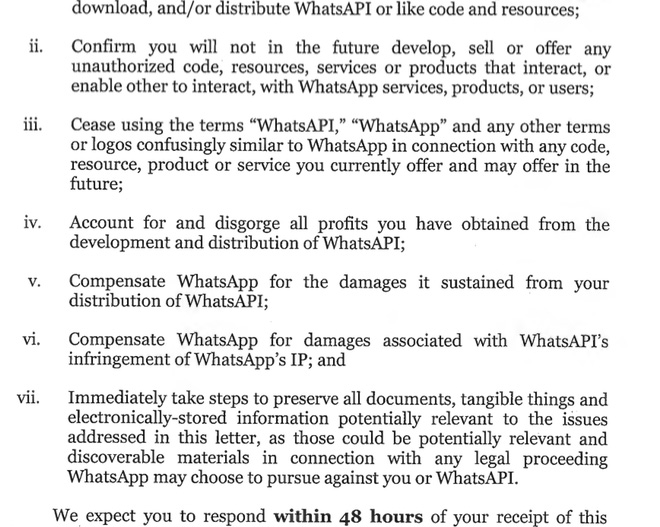 download, and/or distribute WhatsAPI or like code and resources;
ii. Confirm you will not in the future develop, sell or offer any
unauthorized code, resources, services or products that interact, or
enable other to interact, with WhatsApp services, products, or users;
iii. Cease using the terms “WhatsAPI,” “WhatsApp” and any other terms
or logos confusingly similar to WhatsApp in connection with any code,
resource, product or service you currently offer and may offer in the
future;
iv. Account for and disgorge all profits you have obtained from the
development and distribution of WhatsAPI;
v. Compensate WhatsApp for the damages it sustained from your
distribution of WhatsAPI;
vi. Compensate WhatsApp for damages associated with WhatsAPI’s
infringement of WhatsApp’s IP; and
vii. Immediately take steps to preserve all documents, tangible things and
electronically-stored information potentially relevant to the issues
addressed in this letter, as those could be potentially relevant and
discoverable materials in connection with any legal proceeding
WhatsApp may choose to pursue against you or WhatsAPI.
We expect you to respond within 48 hours of your receipt of this